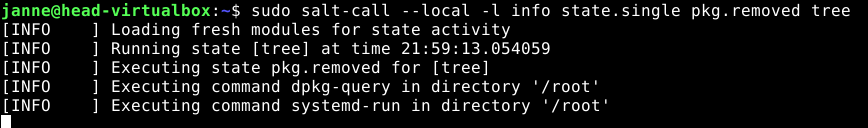 janne@head-virtualbox:~$ sudo salt-call --local -l info state.single pkg.removed tree
[INFO    ] Loading fresh modules for state activity
[INFO    ] Running state [tree] at time 21:59:13.054059
[INFO    ] Executing state pkg.removed for [tree]
[INFO    ] Executing command dpkg-query in directory '/root'
[INFO    ] Executing command systemd-run in directory '/root'